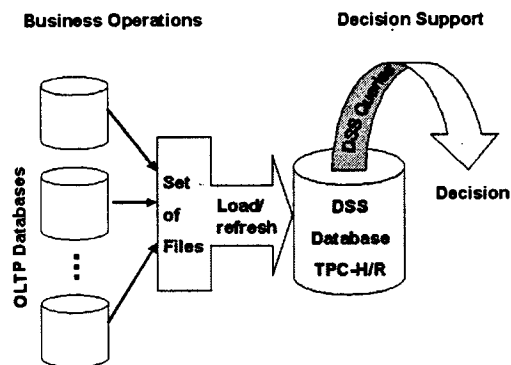 Business Operations
Decision Support
OLTP Databases
Set
of
Files
Load/
refresh
DSS Queries
DSS
Database
TPC-H/R
Decision